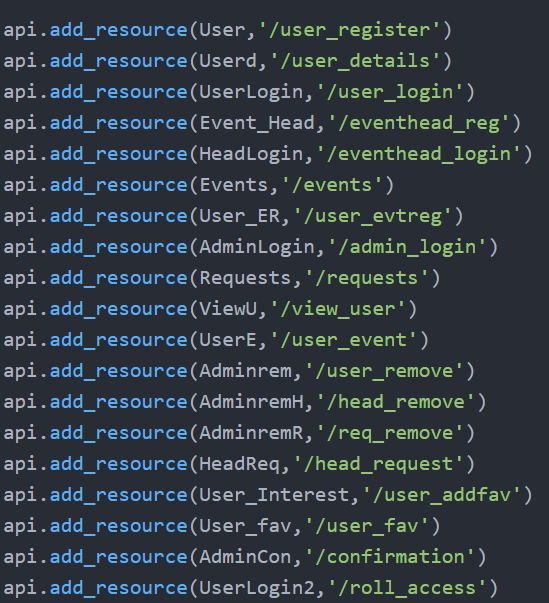 api.add_resource(User,'/user_register')
api.add_resource(Userd,'/user_details')
api.add_resource(UserLogin,'/user_login')
api.add_resource(Event_Head,'/eventhead_reg')
api.add_resource(HeadLogin,'/eventhead_login')
api.add_resource(Events,'/events')
api.add_resource(User_ER,'/user_evtreg')
api.add_resource(AdminLogin,'/admin_login')
api.add_resource(Requests,'/requests')
api.add_resource(ViewU,'/view_user')
api.add_resource(UserE,'/user_event')
api.add_resource(Adminrem,'/user_remove')
api.add_resource(AdminremH,'/head_remove')
api.add_resource(AdminremR,'/req_remove')
api.add_resource(HeadReq,'/head_request')
api.add_resource(User_Interest,'/user_addfav')
api.add_resource(User_fav,'/user_fav')
api.add_resource(AdminCon,'/confirmation')
api.add_resource(UserLogin2,'/roll_access')